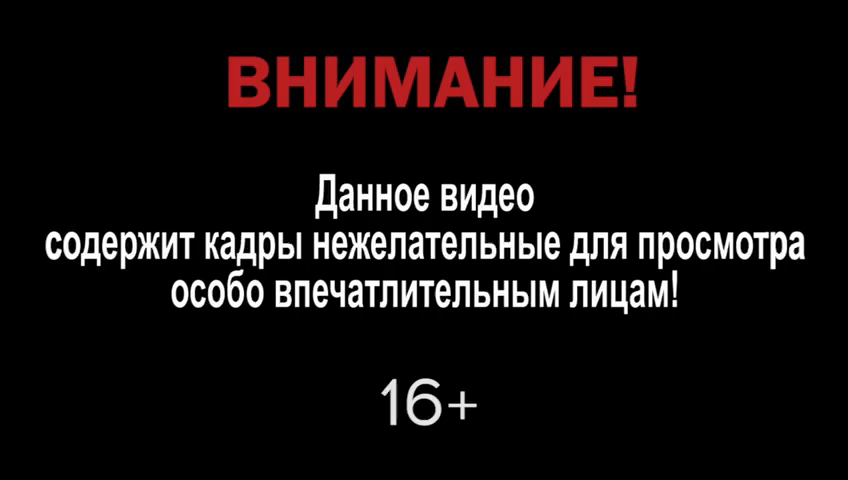 ВНИМАНИЕ!
Данное видео
содержит кадры нежелательные для просмотра
особо впечатлительным лицам!
16+